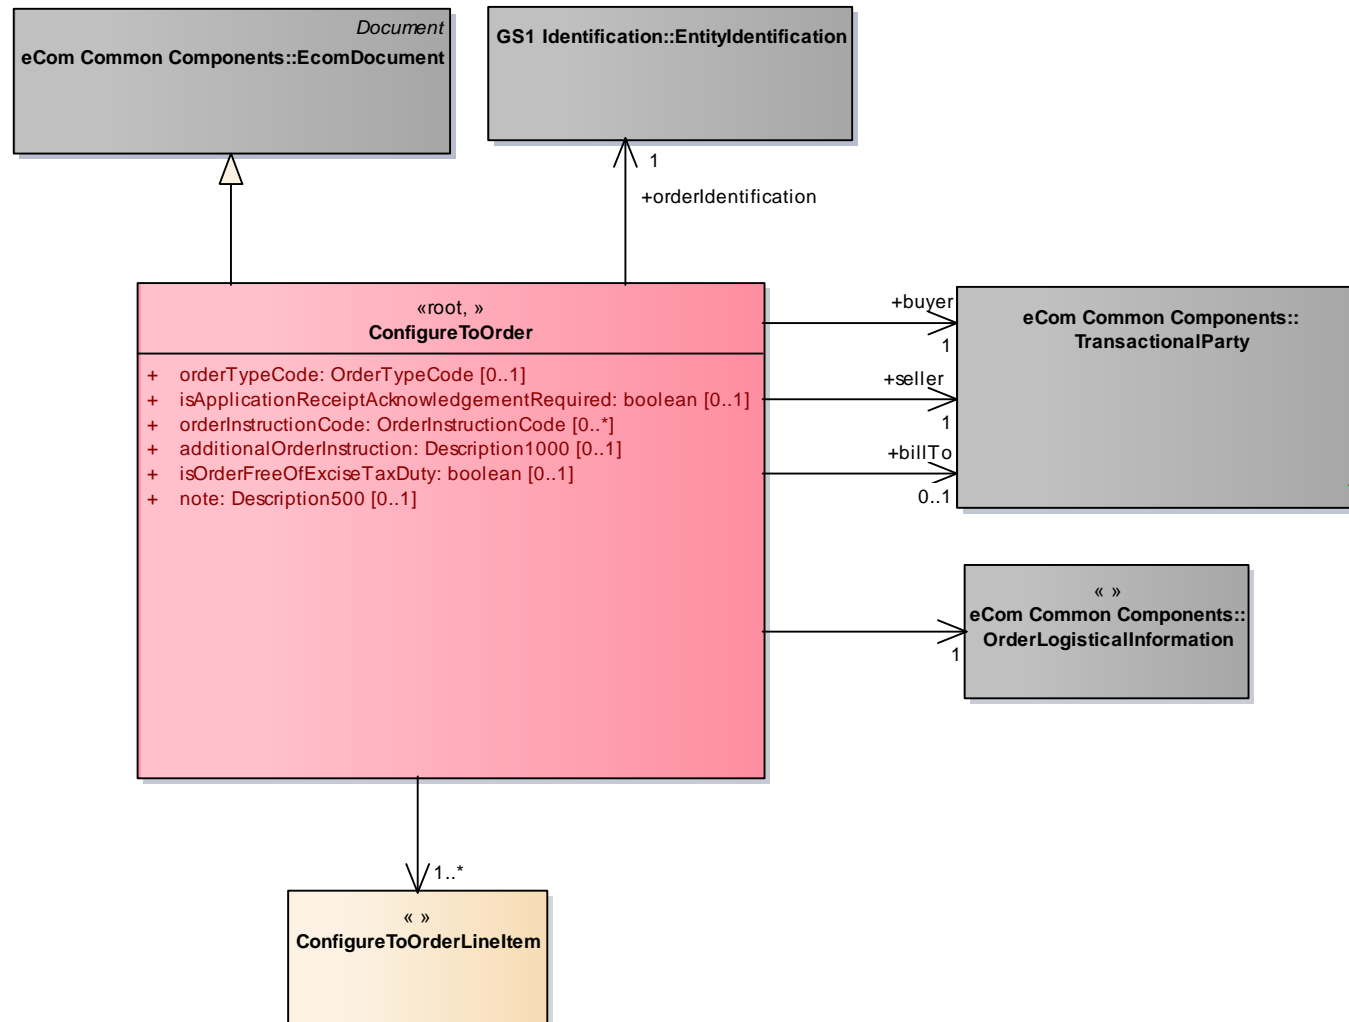 Document
eCom Common Components::EcomDocument
GS1 Identification::EntityIdentification
1
+orderIdentification
«root, »
ConfigureToOrder
+ orderTypeCode: OrderTypeCode [0..1]
+ isApplicationReceiptAcknowledgementRequired: boolean [0..1]
+ orderInstructionCode: OrderInstructionCode [0..*]
+ additionalOrderInstruction: Description1000 [0..1]
+ isOrderFreeOfExciseTaxDuty: boolean [0..1]
+ note: Description500 [0..1]
+buyer
1
+seller
1
+billTo
0..1
eCom Common Components::
TransactionalParty
1
« »
eCom Common Components::
OrderLogisticalInformation
1..*
« »
ConfigureToOrderLineItem